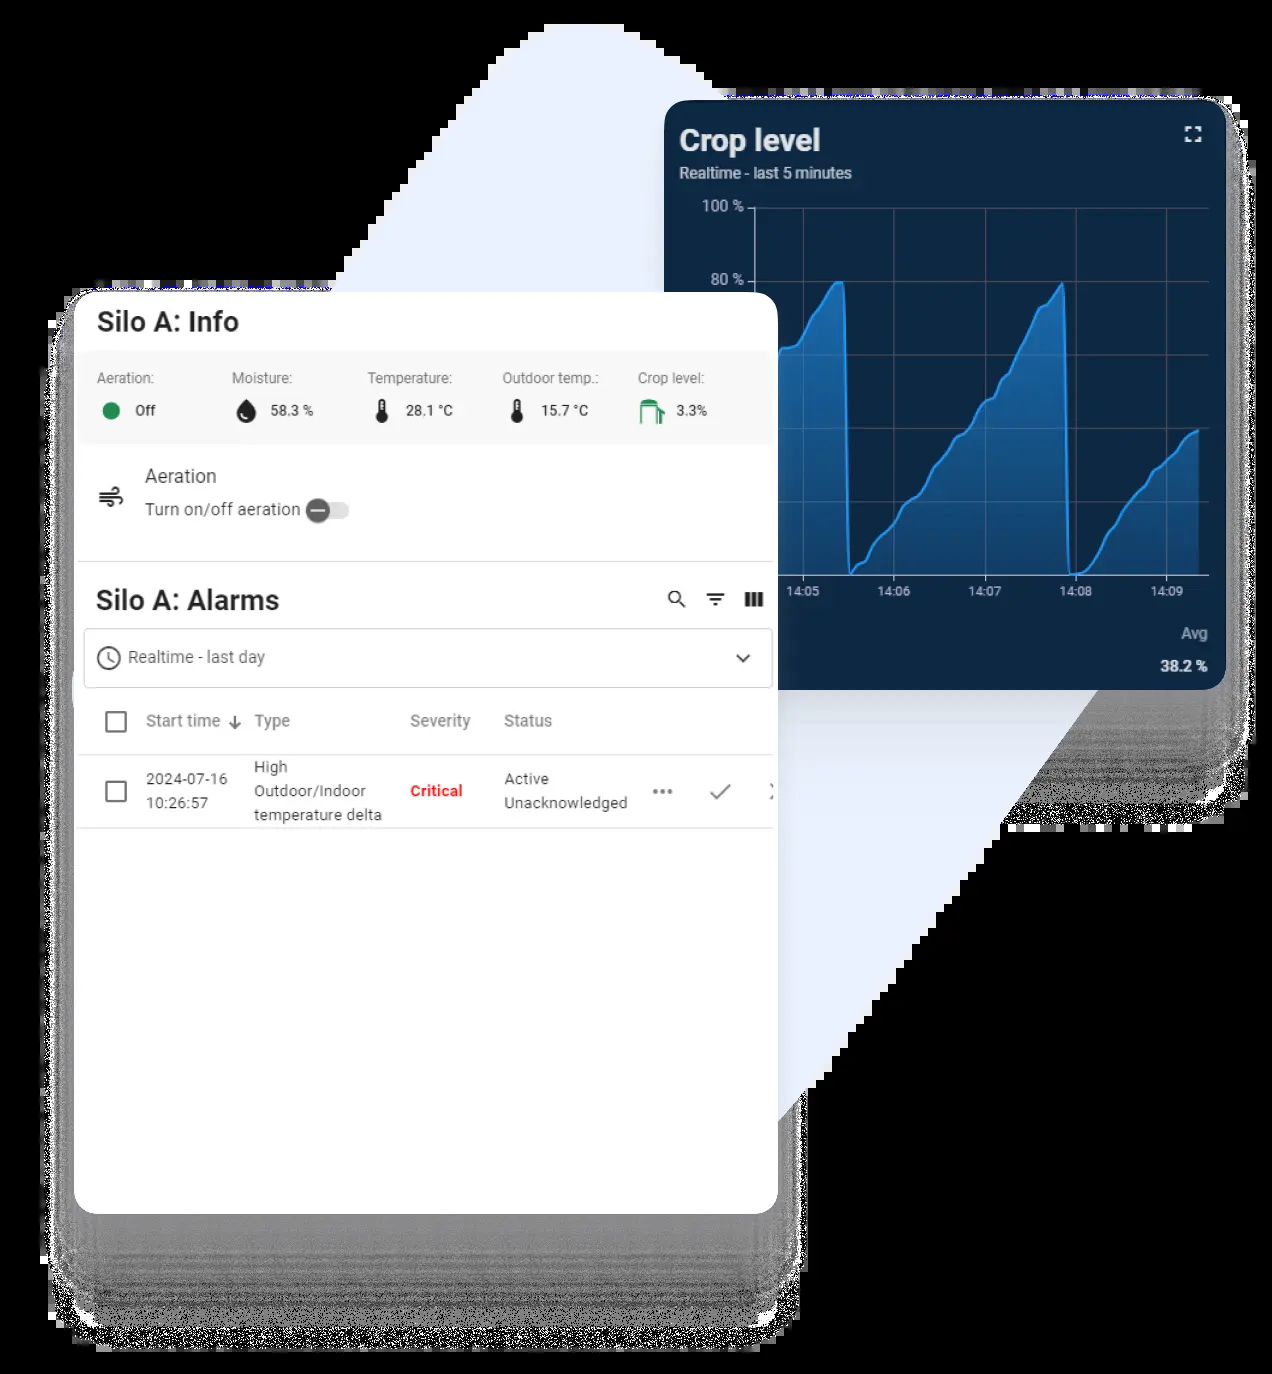 Crop level
Realtime - last 5 minutes
100 %
80 %
14:05 14:06 14:07 14:08 14:09
Avg
38.2 %
Silo A: Info
Aeration: Moisture: Temperature: Outdoor temp.: Crop level:
Off 58.3 % 28.1 °C 15.7 °C 3.3%
Aeration
Turn on/off aeration
Silo A: Alarms
Realtime - last day
Start time Type Severity Status
2024-07-16
10:26:57
High
Outdoor/Indoor
temperature delta
Critical
Active
Unacknowledged